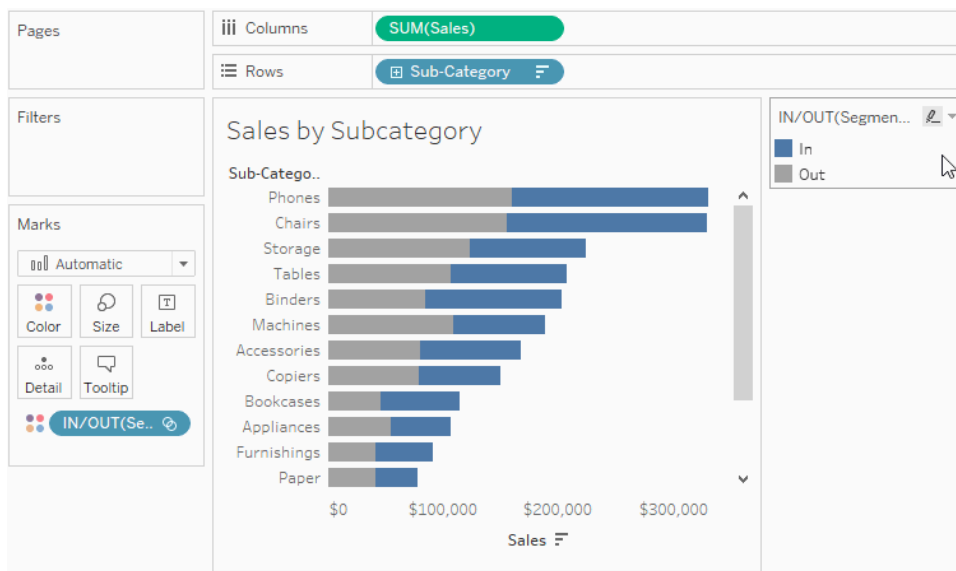 Pages
Columns
SUM(Sales)
Rows
Sub-Category
Filters
Marks
Automatic
Color
Size
Label
Detail
Tooltip
IN/OUT(Se..
Sales by Subcategory
Sub-Catego..
Phones
Chairs
Storage
Tables
Binders
Machines
Accessories
Copiers
Bookcases
Appliances
Furnishings
Paper
$0 $100,000 $200,000 $300,000
Sales
IN/OUT(Segmen...
In
Out